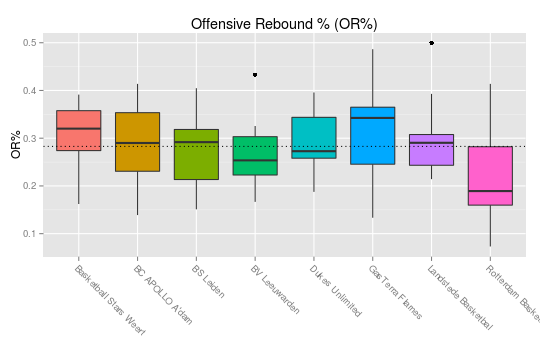 Offensive Rebound % (OR%)
OR%
0.5
0.4
0.3
0.2
0.1
Basketball Stars Weert
BC APOLLO A'dam
BS Leiden
BV Leeuwarden
Dukes Unlimited
GasTerra Flames
Landstede Basketbal
Rotterdam Baske